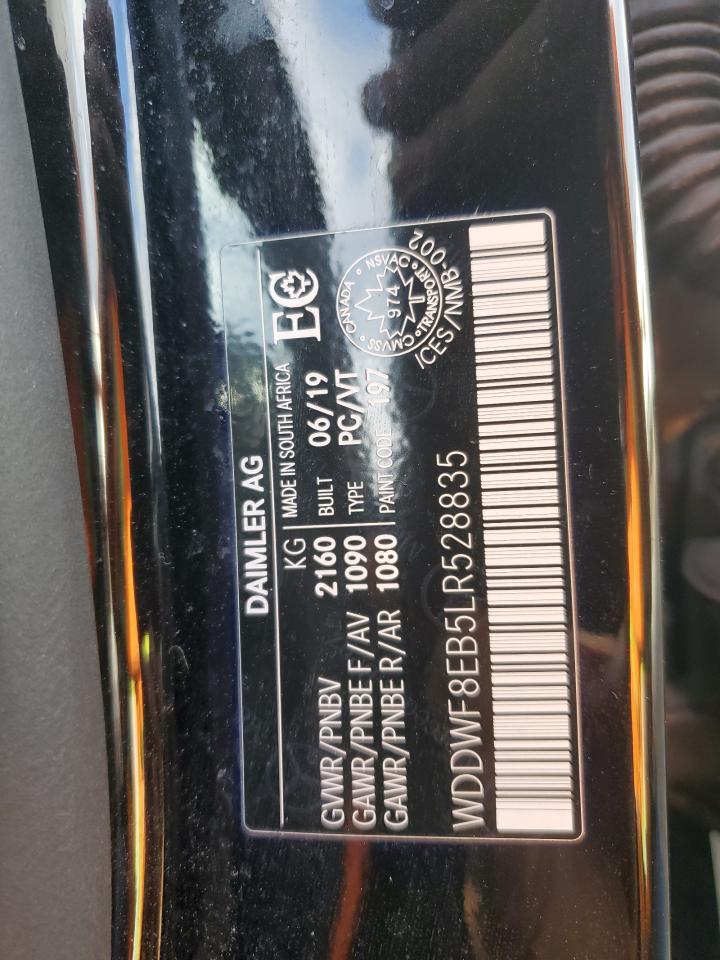 DAIMLER AG
KG MADE IN SOUTH AFRICA
GVWR/PNBV 2160 BUILT 06/19
GAWR/PNBE F/AV 1090 TYPE PC/VT
GAWR/PNBE R/AR 1080 PAINT CODE 197
EC
CANADA
NSVAC
974
CMVSS
TRANSPORT
ICES/NMB-002
WDDWF8EB5LR528835